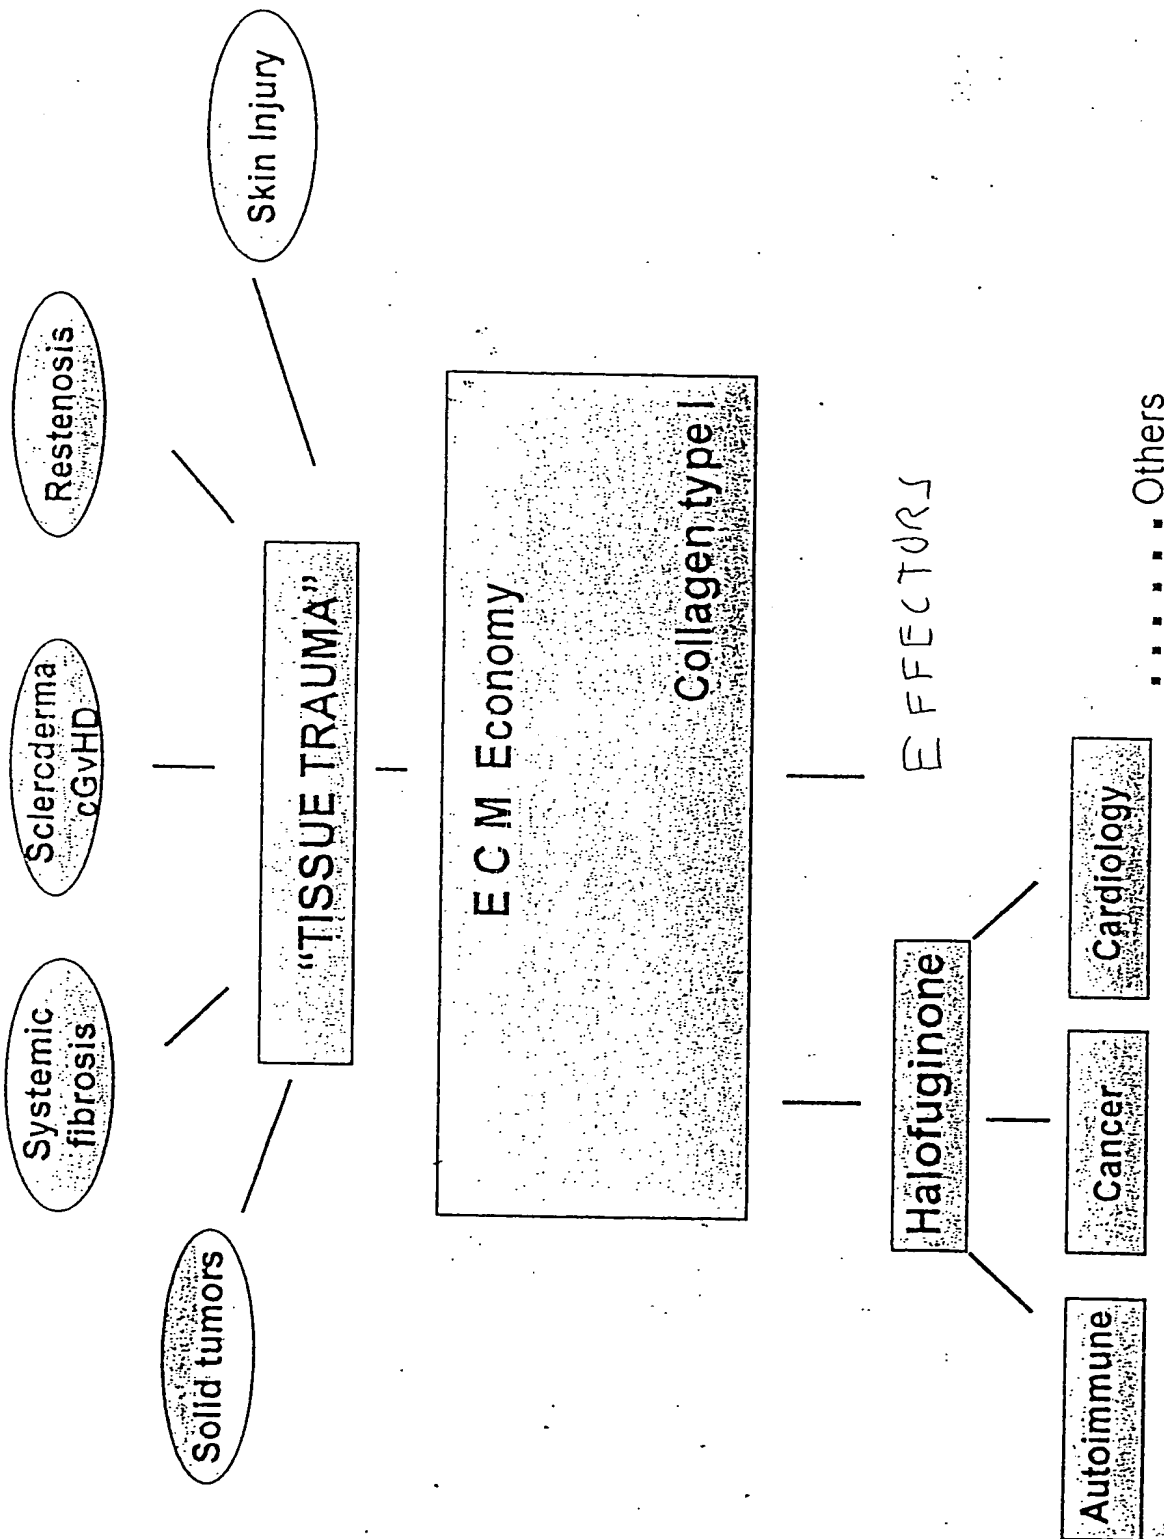 Solid tumors
Systemic
fibrosis
Scleroderma
cGvHD
Restenosis
Skin Injury
“TISSUE TRAUMA”
E C M Economy
Collagen type I
Halofuginone
EFFECTORS
Autoimmune
Cancer
Cardiology
Others